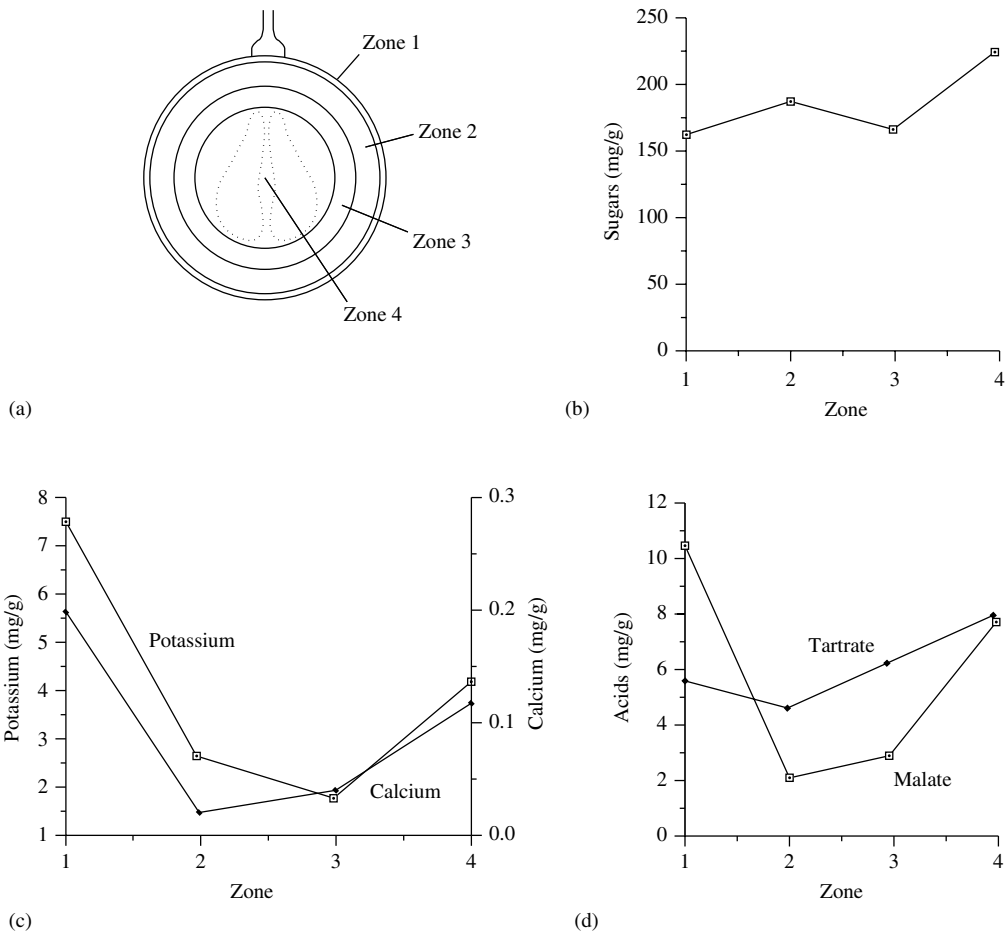 Zone 1
Zone 2
Zone 3
Zone 4
(a)
250
200
150
100
50
0
Sugars (mg/g)
1 2 3 4
Zone
(b)
8
7
6
5
4
3
2
1
Potassium (mg/g)
0.3
0.2
0.1
0.0
Calcium (mg/g)
Potassium
Calcium
1 2 3 4
Zone
(c)
12
10
8
6
4
2
0
Acids (mg/g)
Tartrate
Malate
1 2 3 4
Zone
(d)